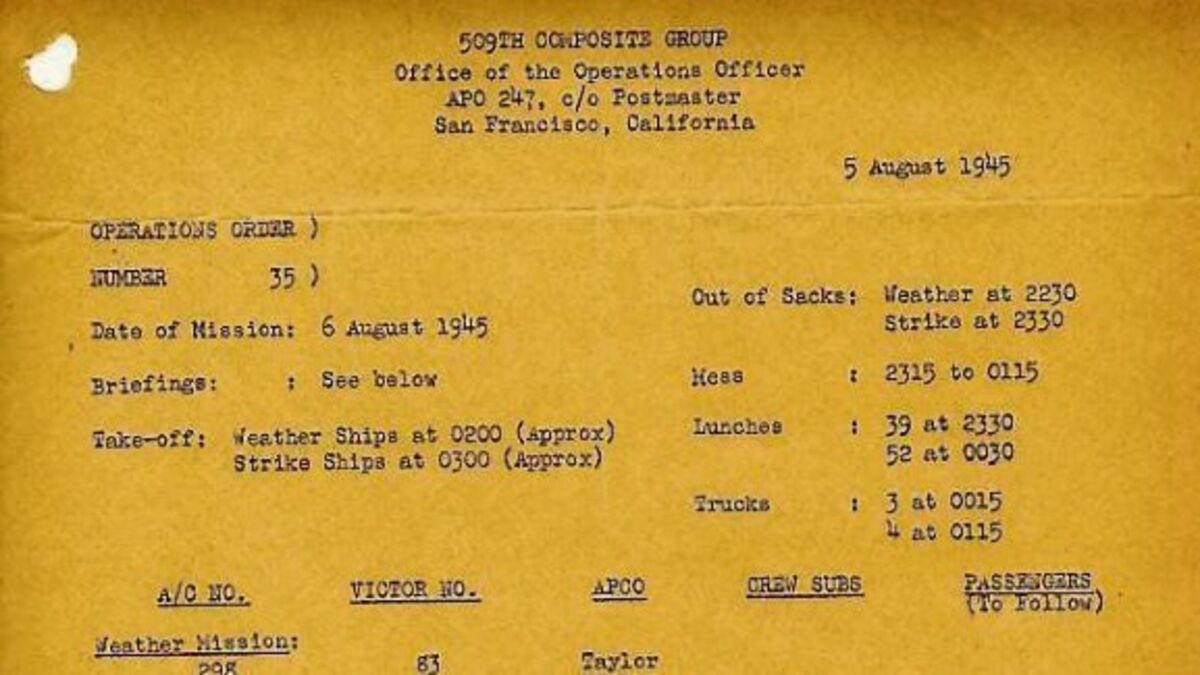 509TH COMPOSITE GROUP
Office of the Operations Officer
APO 247, c/o Postmaster
San Francisco, California
5 August 1945
OPERATIONS ORDER )
NUMBER 35 )
Date of Mission: 6 August 1945
Briefings: : See below
Take-off: Weather Ships at 0200 (Approx)
Strike Ships at 0300 (Approx)
Out of Sacks: Weather at 2230
Strike at 2330
Mess : 2315 to 0115
Lunches : 39 at 2330
52 at 0030
Trucks : 3 at 0015
4 at 0115
A/C NO. VICTOR NO. APCO CREW SUBS PASSENGERS
(To Follow)
Weather Mission:
298 83 Taylor